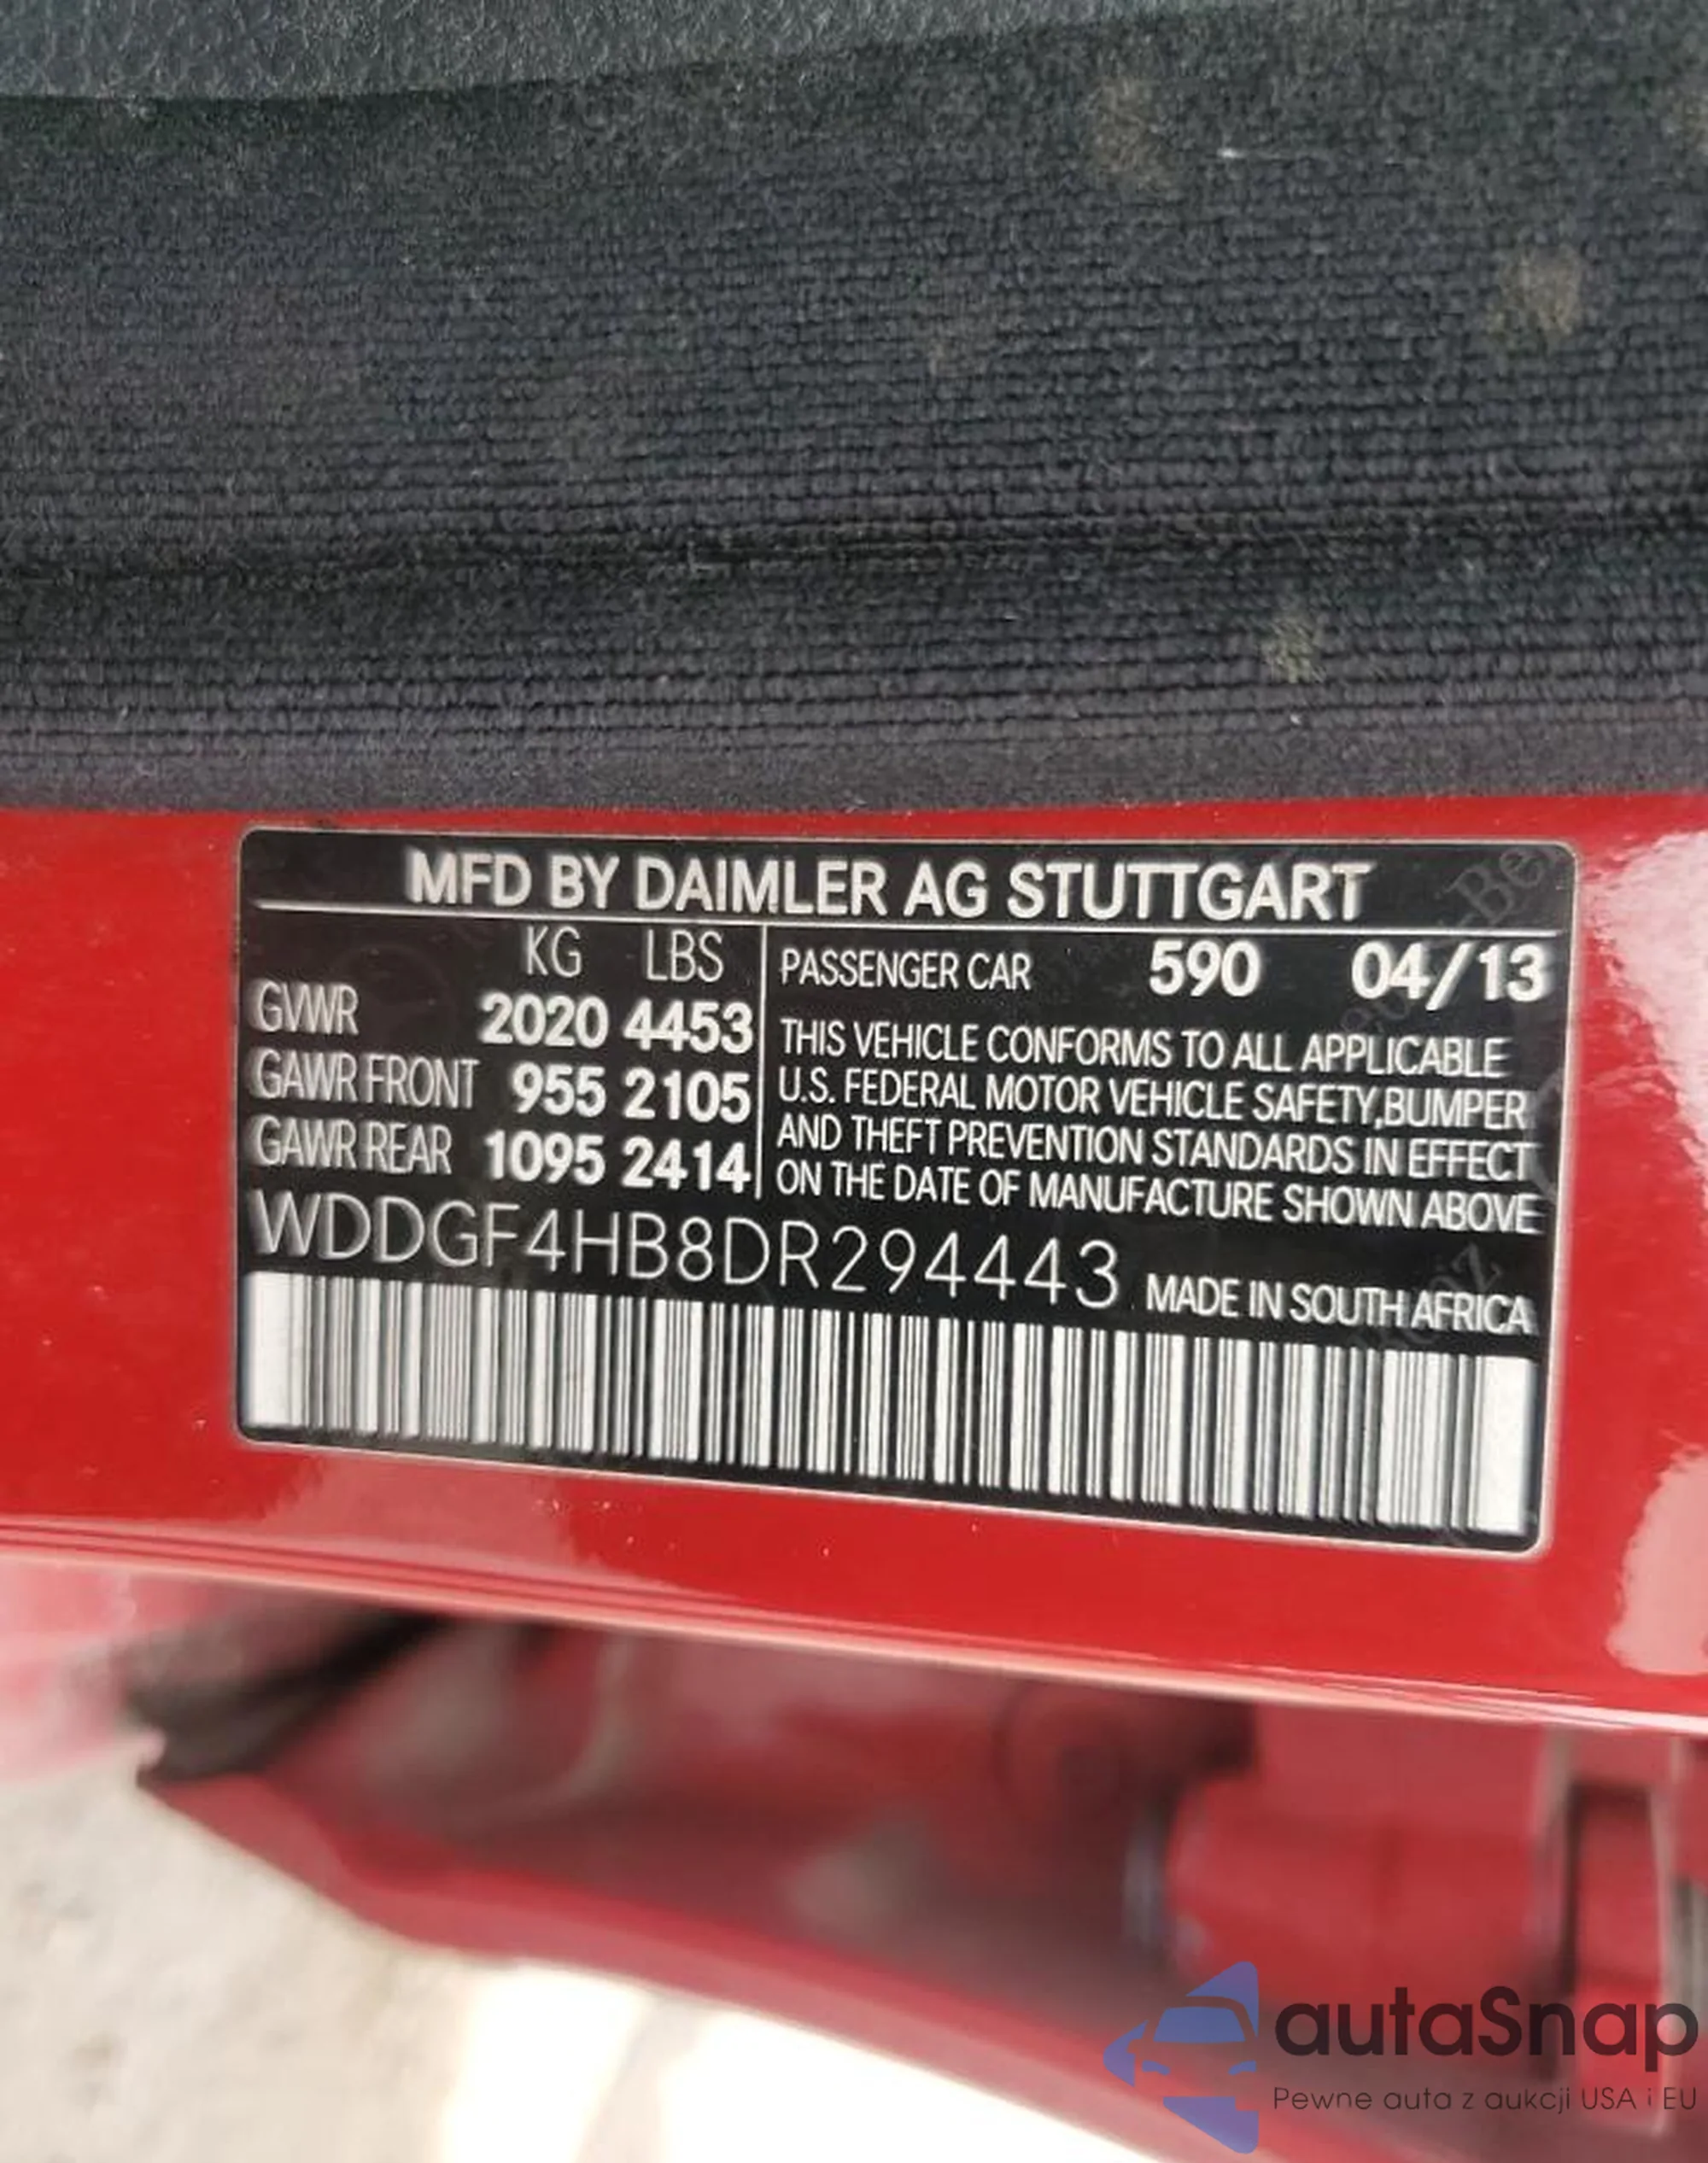 MFD BY DAIMLER AG STUTTGART
KG LBS
GVWR 2020 4453
GAWR FRONT 955 2105
GAWR REAR 1095 2414
PASSENGER CAR 590 04/13
THIS VEHICLE CONFORMS TO ALL APPLICABLE
U.S. FEDERAL MOTOR VEHICLE SAFETY,BUMPER
AND THEFT PREVENTION STANDARDS IN EFFECT
ON THE DATE OF MANUFACTURE SHOWN ABOVE
WDDGF4HB8DR294443 MADE IN SOUTH AFRICA
autaSnap
Pewne auta z aukcji USA i EU